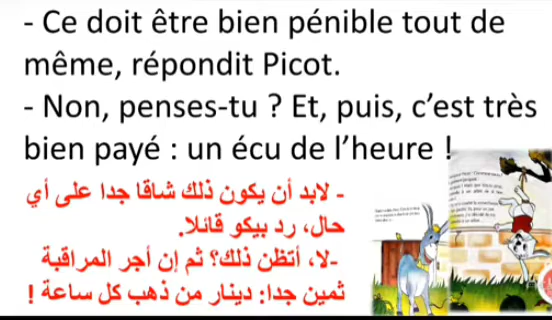 - Ce doit être bien pénible tout de
même, répondit Picot.
- Non, penses-tu ? Et, puis, c’est très
bien payé : un écu de l’heure !
- لابد أن يكون ذلك شاقا جدا على أي
حال، رد بيكو قائلا.
-لا، أتظن ذلك؟ ثم إن أجر المراقبة
ثمين جدا: دينار من ذهب كل ساعة !